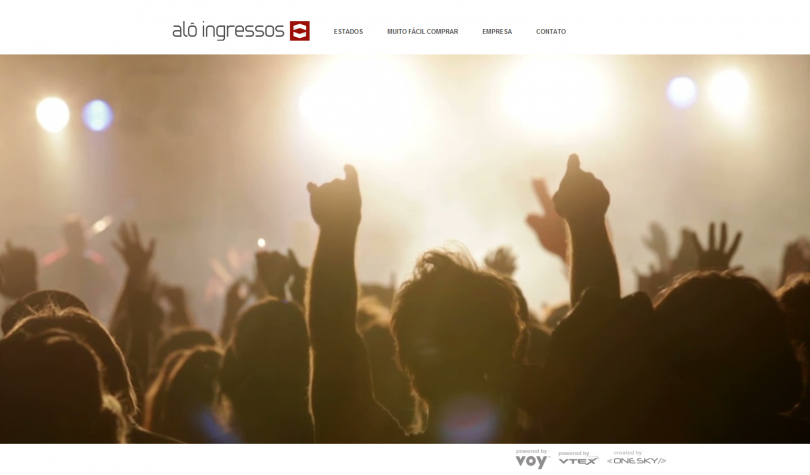 alô ingressos
ESTADOS MUITO FÁCIL COMPRAR EMPRESA CONTATO
powered by voy
powered by VTEX
created by <ONESKY/>